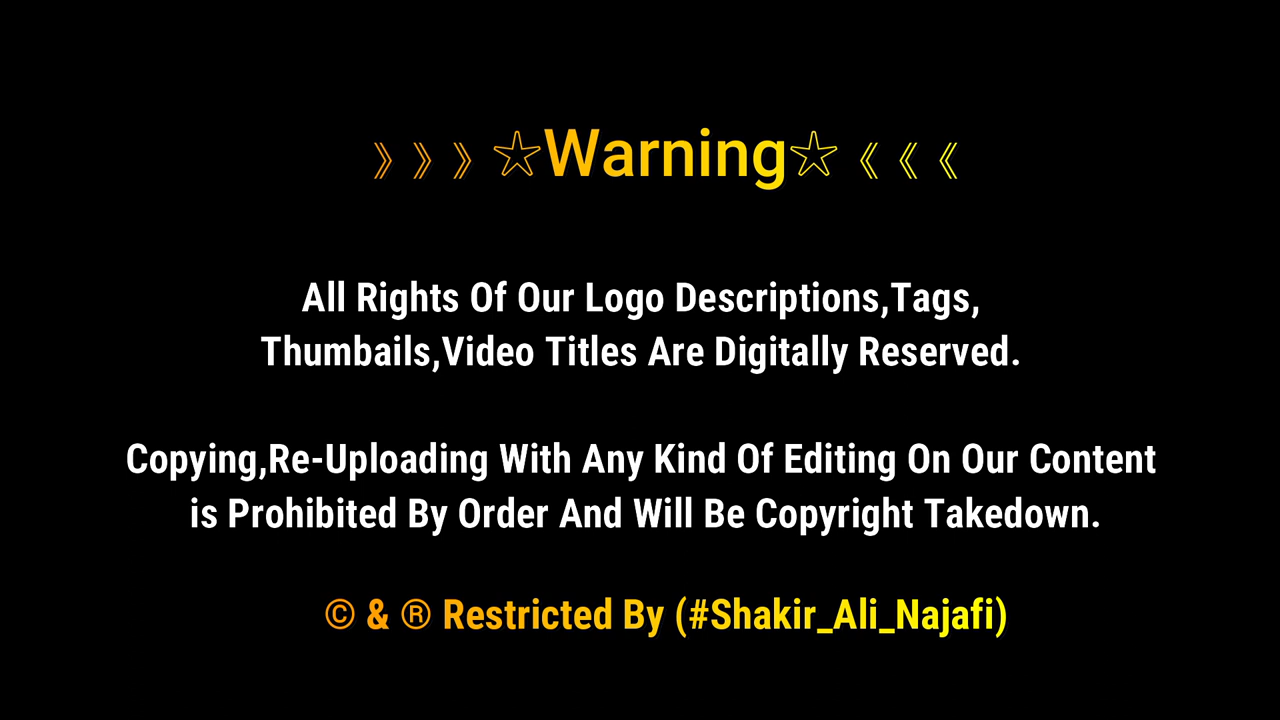 》》》☆Warning☆《《《
All Rights Of Our Logo Descriptions,Tags,
Thumbails,Video Titles Are Digitally Reserved.
Copying,Re-Uploading With Any Kind Of Editing On Our Content
is Prohibited By Order And Will Be Copyright Takedown.
© & ® Restricted By (#Shakir_Ali_Najafi)